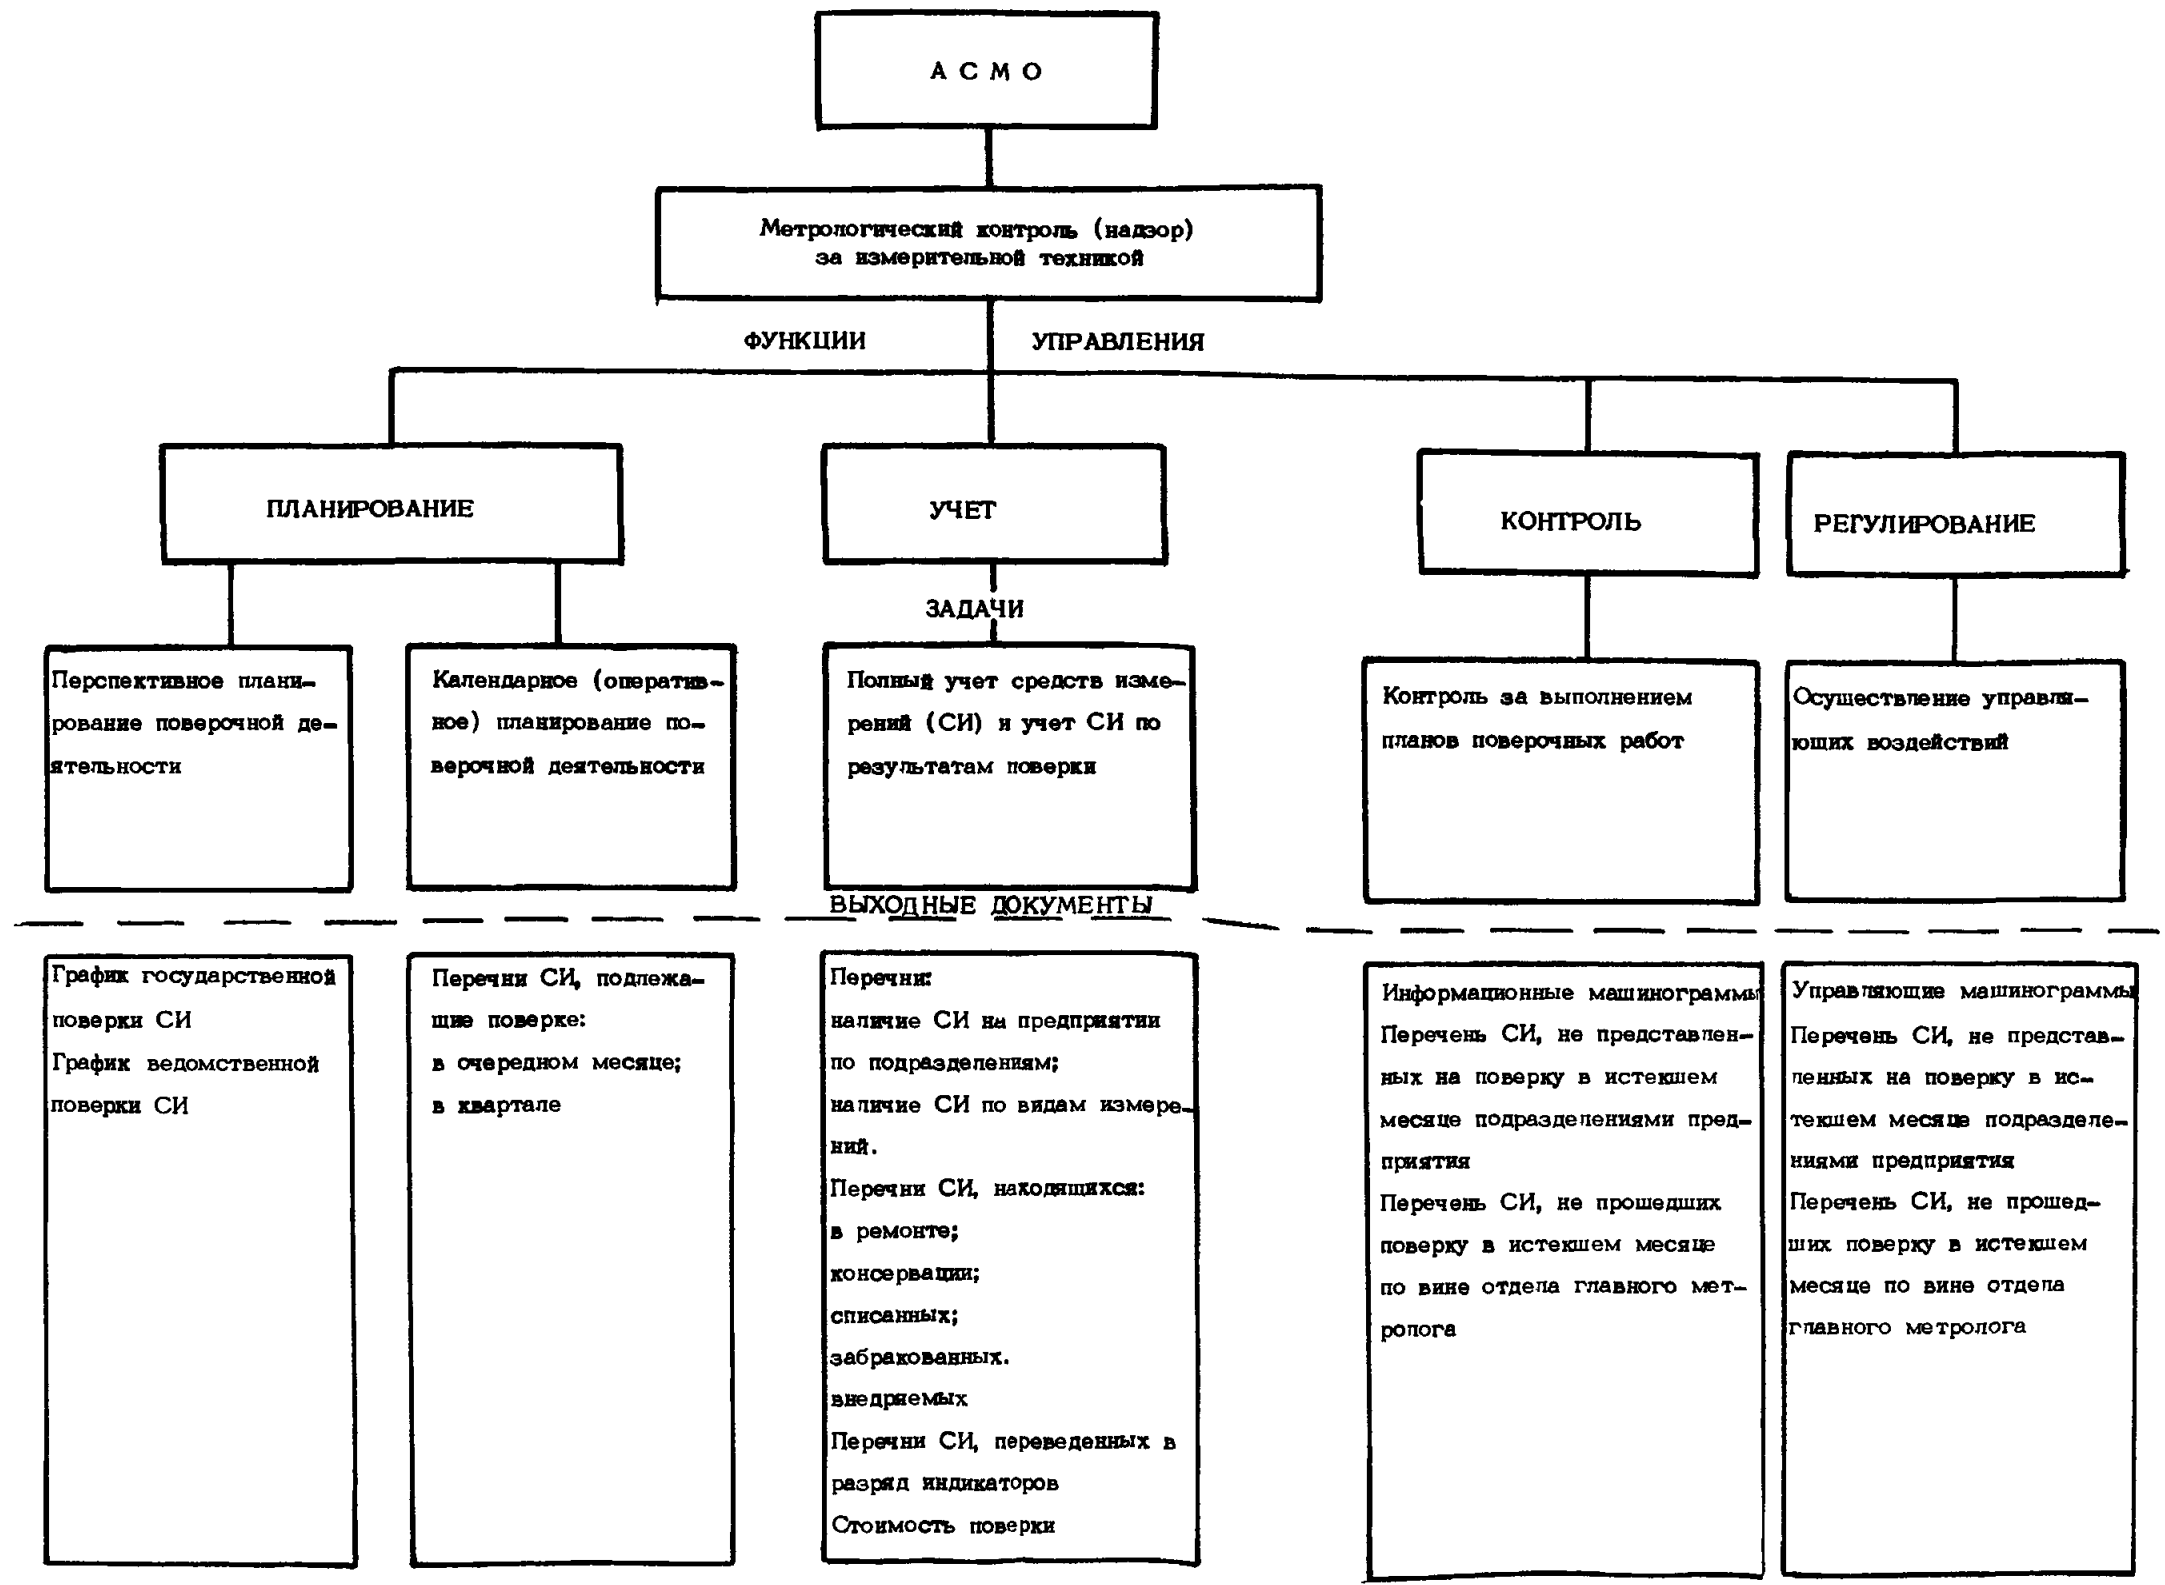 АСМО
Метрологический контроль (надзор)
за измерительной техникой
ФУНКЦИИ УПРАВЛЕНИЯ
ПЛАНИРОВАНИЕ
УЧЕТ
КОНТРОЛЬ
РЕГУЛИРОВАНИЕ
ЗАДАЧИ
Перспективное плани-
рование поверочной де-
ятельности
Календарное (оператив-
ное) планирование по-
верочной деятельности
Полный учет средств изме-
рений (СИ) и учет СИ по
результатам поверки
Контроль за выполнением
планов поверочных работ
Осуществление управля-
ющих воздействий
ВЫХОДНЫЕ ДОКУМЕНТЫ
График государственной
поверки СИ
График ведомственной
поверки СИ
Перечни СИ, подлежа-
щие поверке:
в очередном месяце;
в квартале
Перечни:
наличие СИ на предприятии
по подразделениям;
наличие СИ по видам измере-
ний.
Перечни СИ, находящихся:
в ремонте;
консервации;
списанных;
забракованных.
внедряемых
Перечни СИ, переведенных в
разряд индикаторов
Стоимость поверки
Информационные машинограммы
Перечень СИ, не представлен-
ных на поверку в истекшем
месяце подразделениями пред-
приятия
Перечень СИ, не прошедших
поверку в истекшем месяце
по вине отдела главного мет-
ролога
Управляющие машинограммы
Перечень СИ, не представ-
ленных на поверку в ис-
текшем месяце подразделе-
ниями предприятия
Перечень СИ, не прошед-
ших поверку в истекшем
месяце по вине отдела
главного метролога